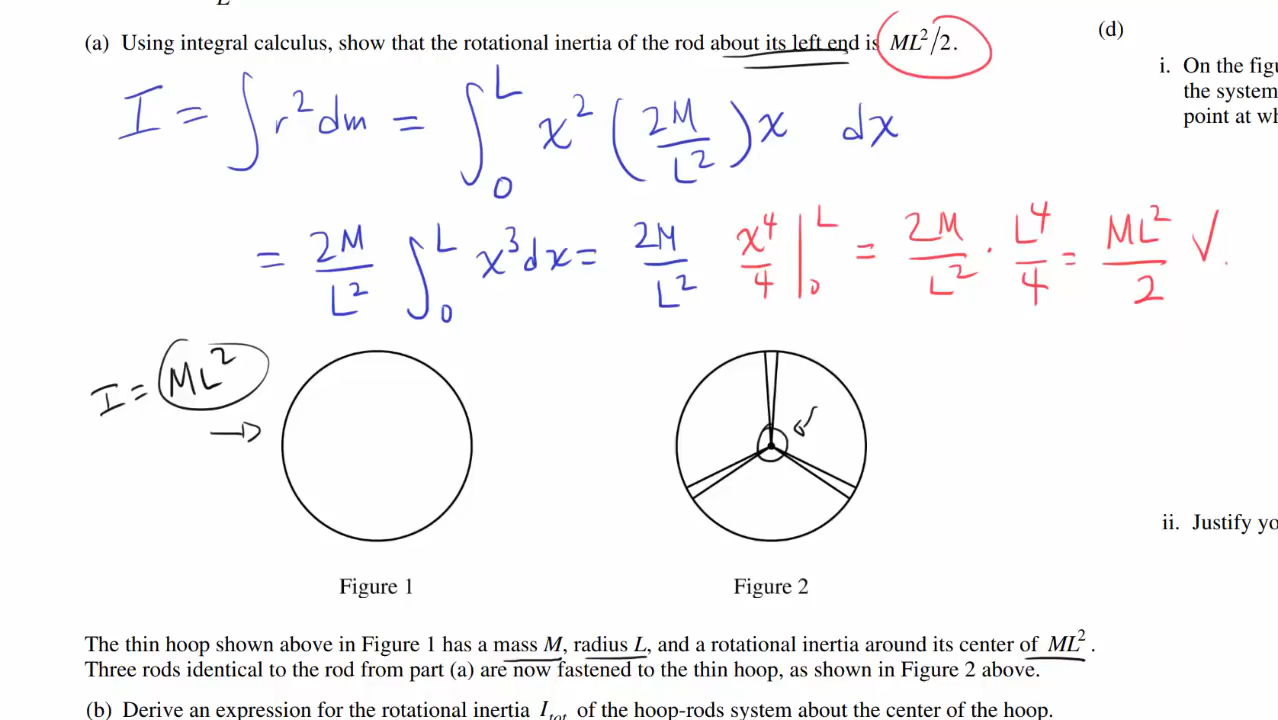 L
(a) Using integral calculus, show that the rotational inertia of the rod about its left end is ML²/2.
I = ∫ r² dm = ∫₀ᴸ x² (2M/L²) x dx
= 2M/L² ∫₀ᴸ x³ dx = 2M/L² x⁴/4 |₀ᴸ = 2M/L² · L⁴/4 = ML²/2 √.
I = ML²
→
Figure 1
Figure 2
The thin hoop shown above in Figure 1 has a mass M, radius L, and a rotational inertia around its center of ML².
Three rods identical to the rod from part (a) are now fastened to the thin hoop, as shown in Figure 2 above.
(b) Derive an expression for the rotational inertia I_tot of the hoop-rods system about the center of the hoop.
(d)
i. On the figu
the system
point at wh
ii. Justify yo